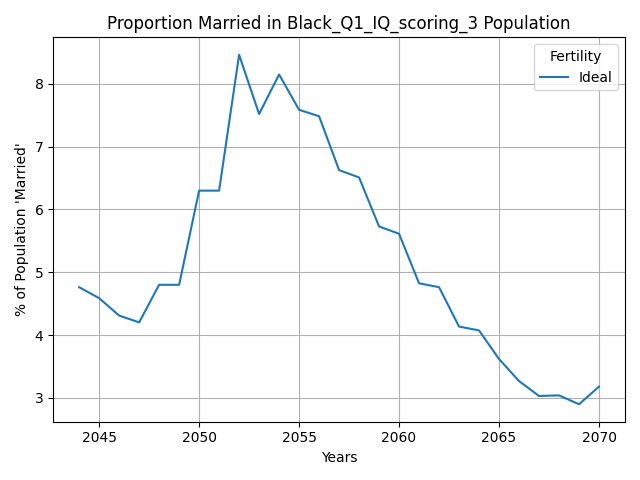 Proportion Married in Black_Q1_IQ_scoring_3 Population
Fertility
Ideal
% of Population 'Married'
8
7
6
5
4
3
2045 2050 2055 2060 2065 2070
Years